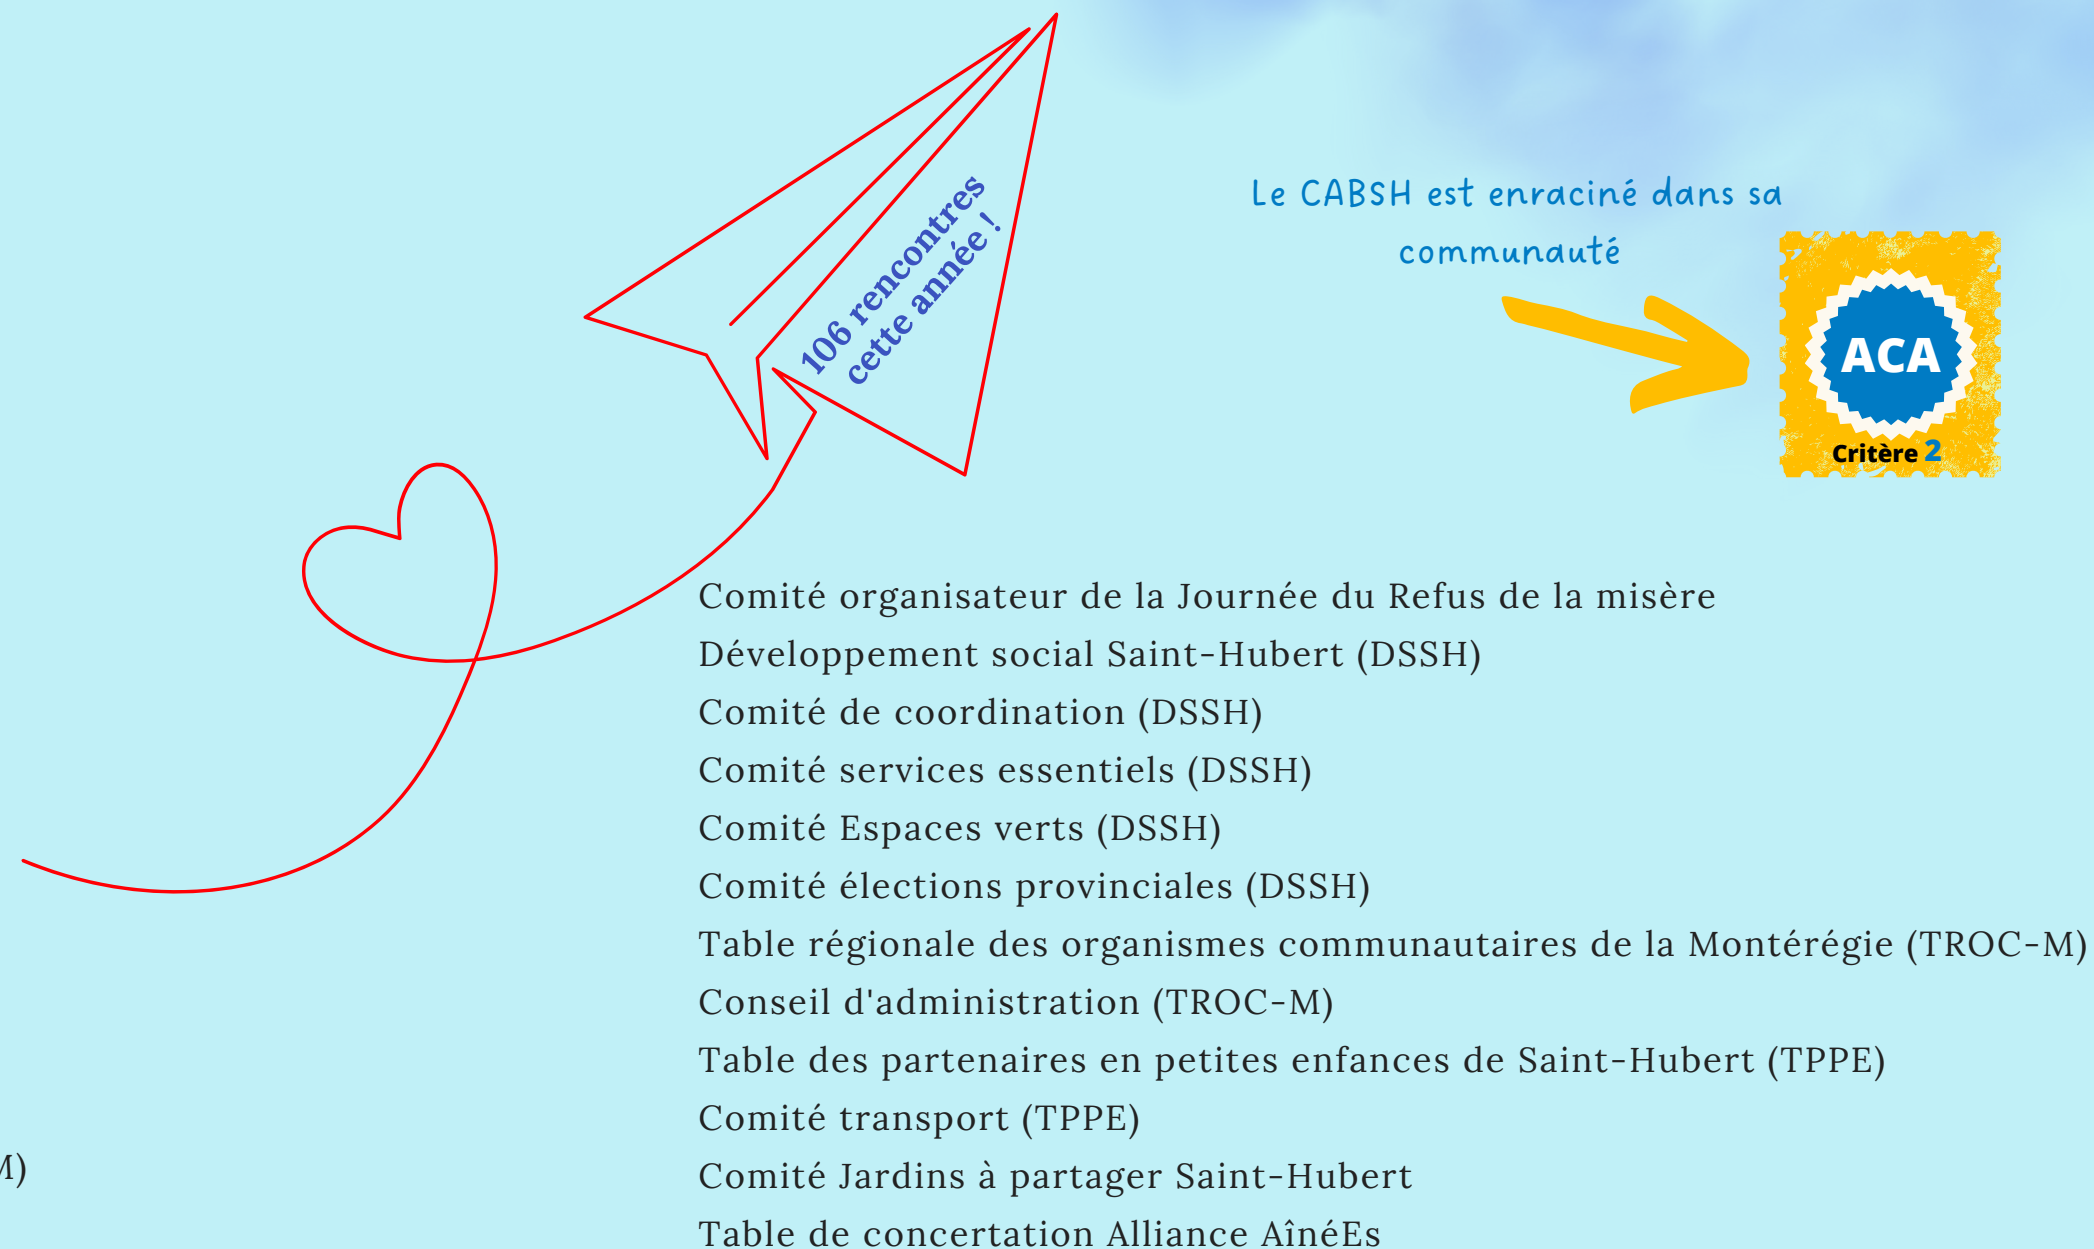 106 rencontres
cette année !
Le CABSH est enraciné dans sa
communauté
ACA
Critère 2
Comité organisateur de la Journée du Refus de la misère
Développement social Saint-Hubert (DSSH)
Comité de coordination (DSSH)
Comité services essentiels (DSSH)
Comité Espaces verts (DSSH)
Comité élections provinciales (DSSH)
Table régionale des organismes communautaires de la Montérégie (TROC-M)
Conseil d'administration (TROC-M)
Table des partenaires en petites enfances de Saint-Hubert (TPPE)
Comité transport (TPPE)
Comité Jardins à partager Saint-Hubert
Table de concertation Alliance AînéEs